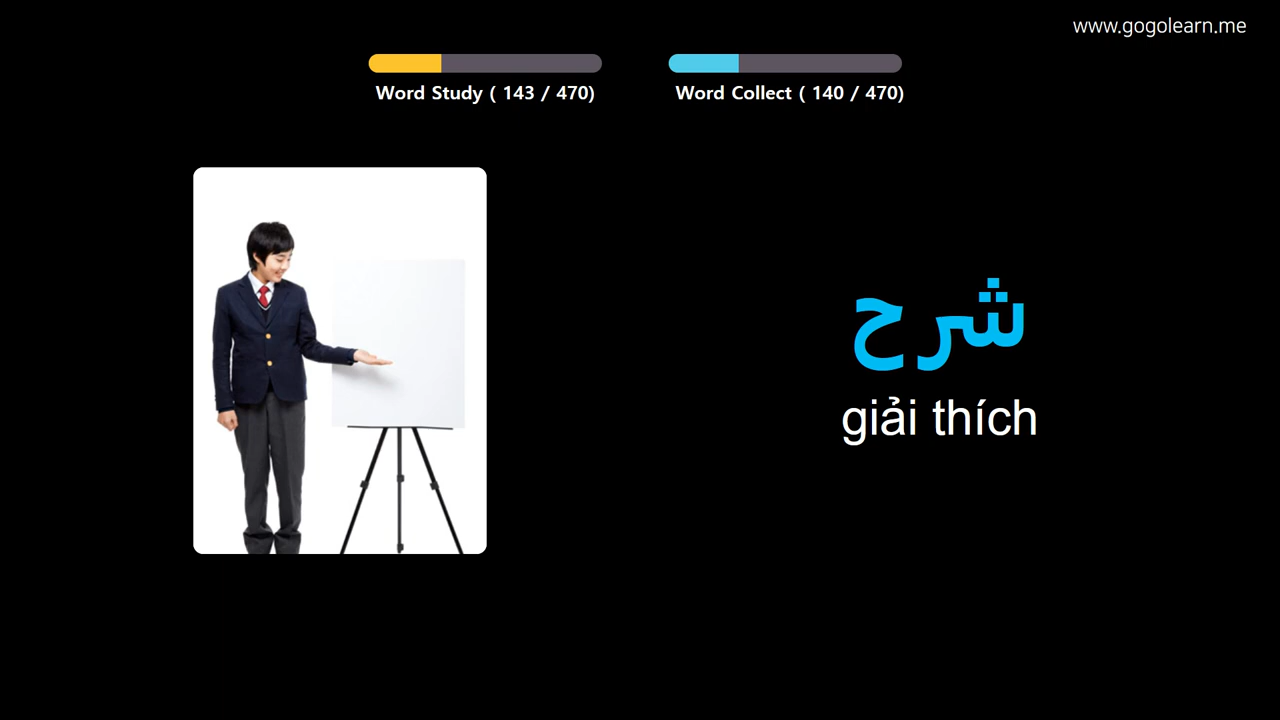 www.gogolearn.me
Word Study ( 143 / 470)
Word Collect ( 140 / 470)
شرح
giải thích